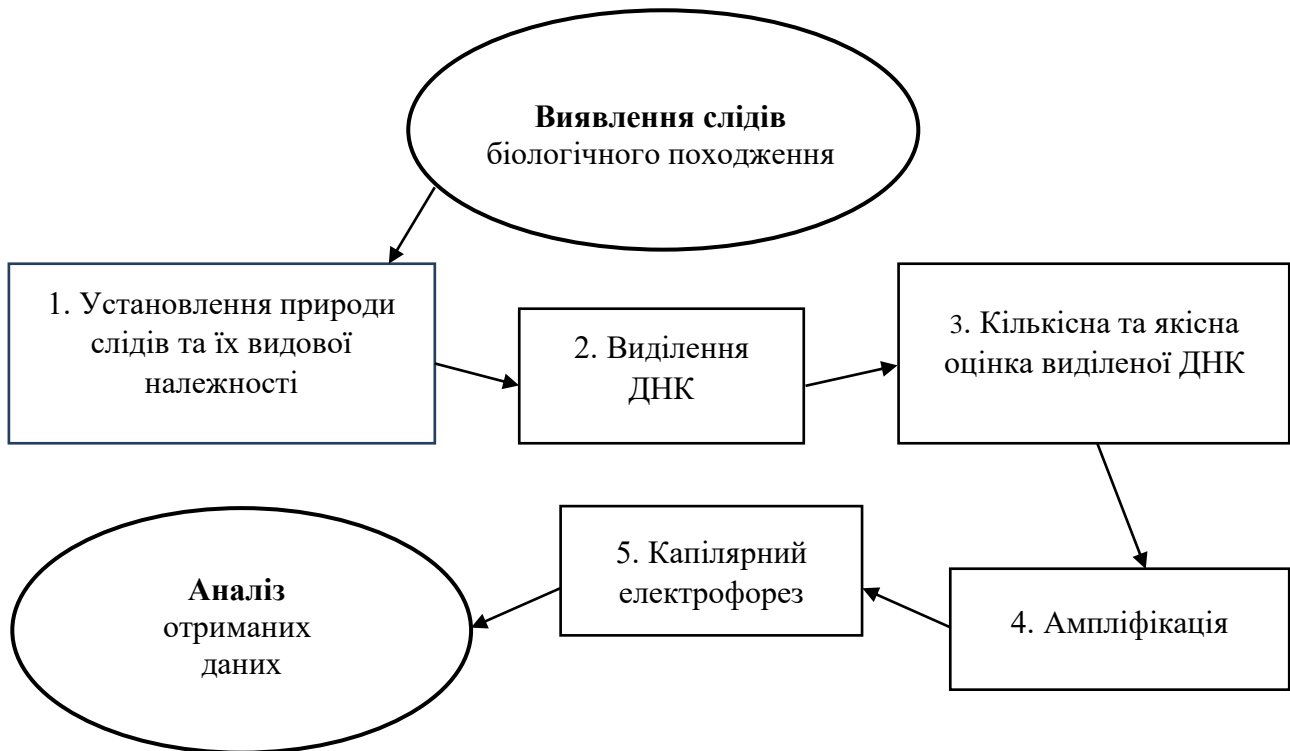 Виявлення слідів
біологічного походження
1. Установлення природи
слідів та їх видової
належності
2. Виділення
ДНК
3. Кількісна та якісна
оцінка виділеної ДНК
4. Ампліфікація
5. Капілярний
електрофорез
Аналіз
отриманих
даних